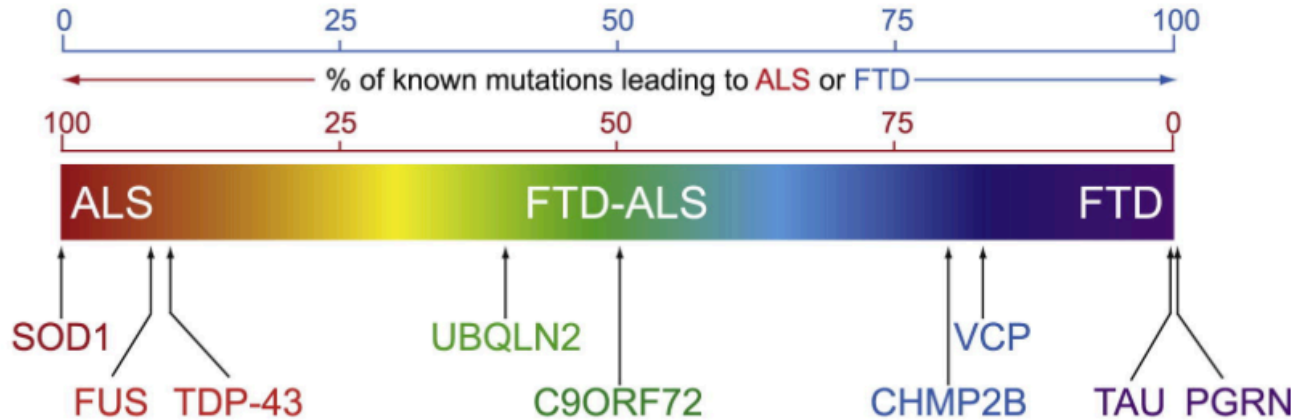 0 25 50 75 100
% of known mutations leading to ALS or FTD
100 25 50 75 0
ALS FTD-ALS FTD
SOD1 UBQLN2 VCP
FUS TDP-43 C9ORF72 CHMP2B TAU PGRN